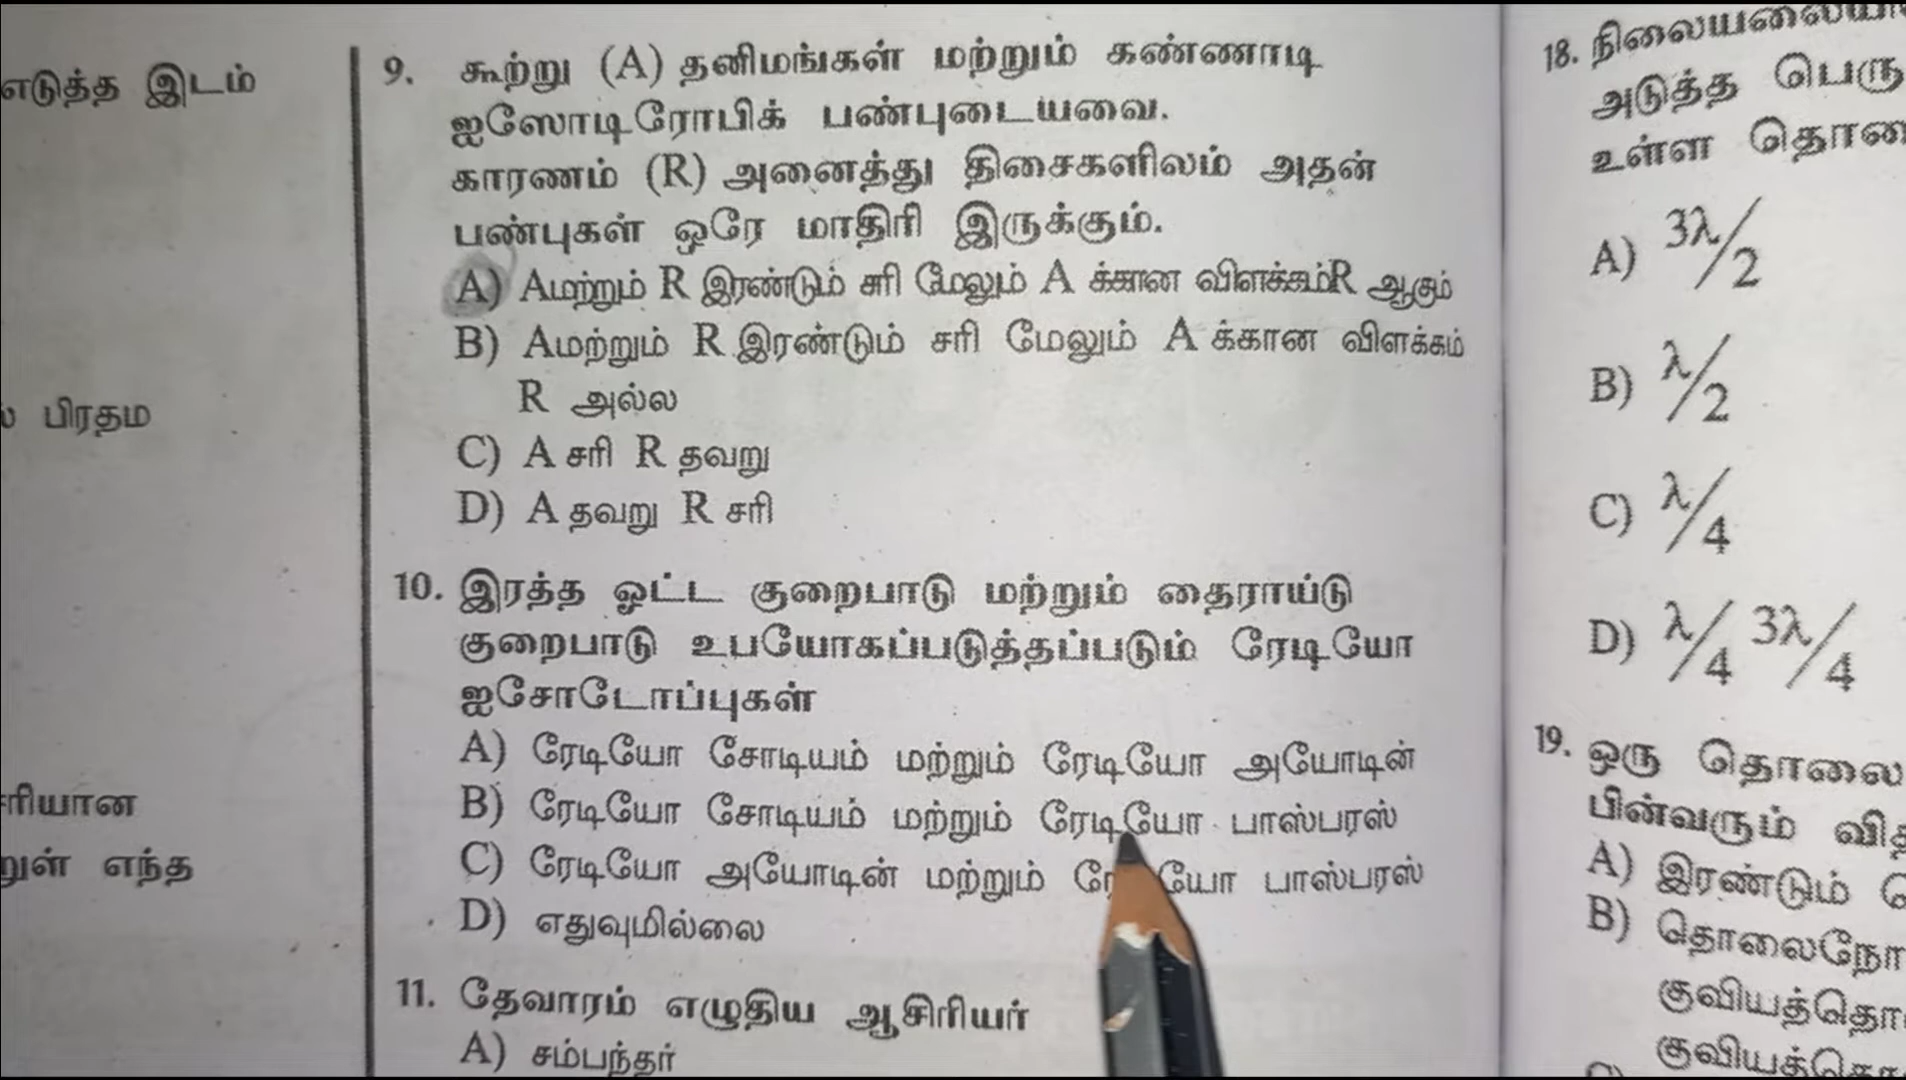 எடுத்த இடம்
பிரதம
எந்த
9. கூற்று (A) தனிமங்கள் மற்றும் கண்ணாடி
ஐஸோடிரோபிக் பண்புடையவை.
காரணம் (R) அனைத்து திசைகளிலம் அதன்
பண்புகள் ஒரே மாதிரி இருக்கும்.
A) Aமற்றும் R இரண்டும் சரி மேலும் A க்கான விளக்கம்R ஆகும்
B) Aமற்றும் R இரண்டும் சரி மேலும் A க்கான விளக்கம்
R அல்ல
C) A சரி R தவறு
D) A தவறு R சரி
10. இரத்த ஓட்ட குறைபாடு மற்றும் தைராய்டு
குறைபாடு உபயோகப்படுத்தப்படும் ரேடியோ
ஐசோடோப்புகள்
A) ரேடியோ சோடியம் மற்றும் ரேடியோ அயோடின்
B) ரேடியோ சோடியம் மற்றும் ரேடியோ பாஸ்பரஸ்
C) ரேடியோ அயோடின் மற்றும் பாஸ்பரஸ்
D) எதுவுமில்லை
11. தேவாரம் எழுதிய ஆசிரியர்
A) சம்பந்தர்
18.
அடுத்த
உள்ள
A) 3λ/2
B) λ/2
C) λ/4
D) λ/4 3λ/4
19. ஒரு
பின்வரும்
A) இரண்டும்
B)